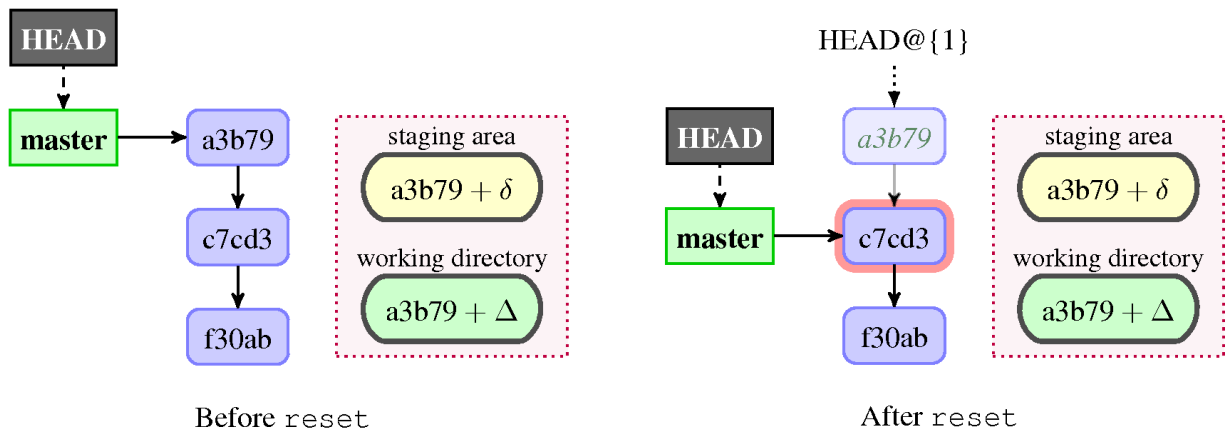 HEAD
master
a3b79
c7cd3
f30ab
staging area
a3b79 + δ
working directory
a3b79 + Δ
Before reset
HEAD@{1}
HEAD
master
a3b79
c7cd3
f30ab
staging area
a3b79 + δ
working directory
a3b79 + Δ
After reset